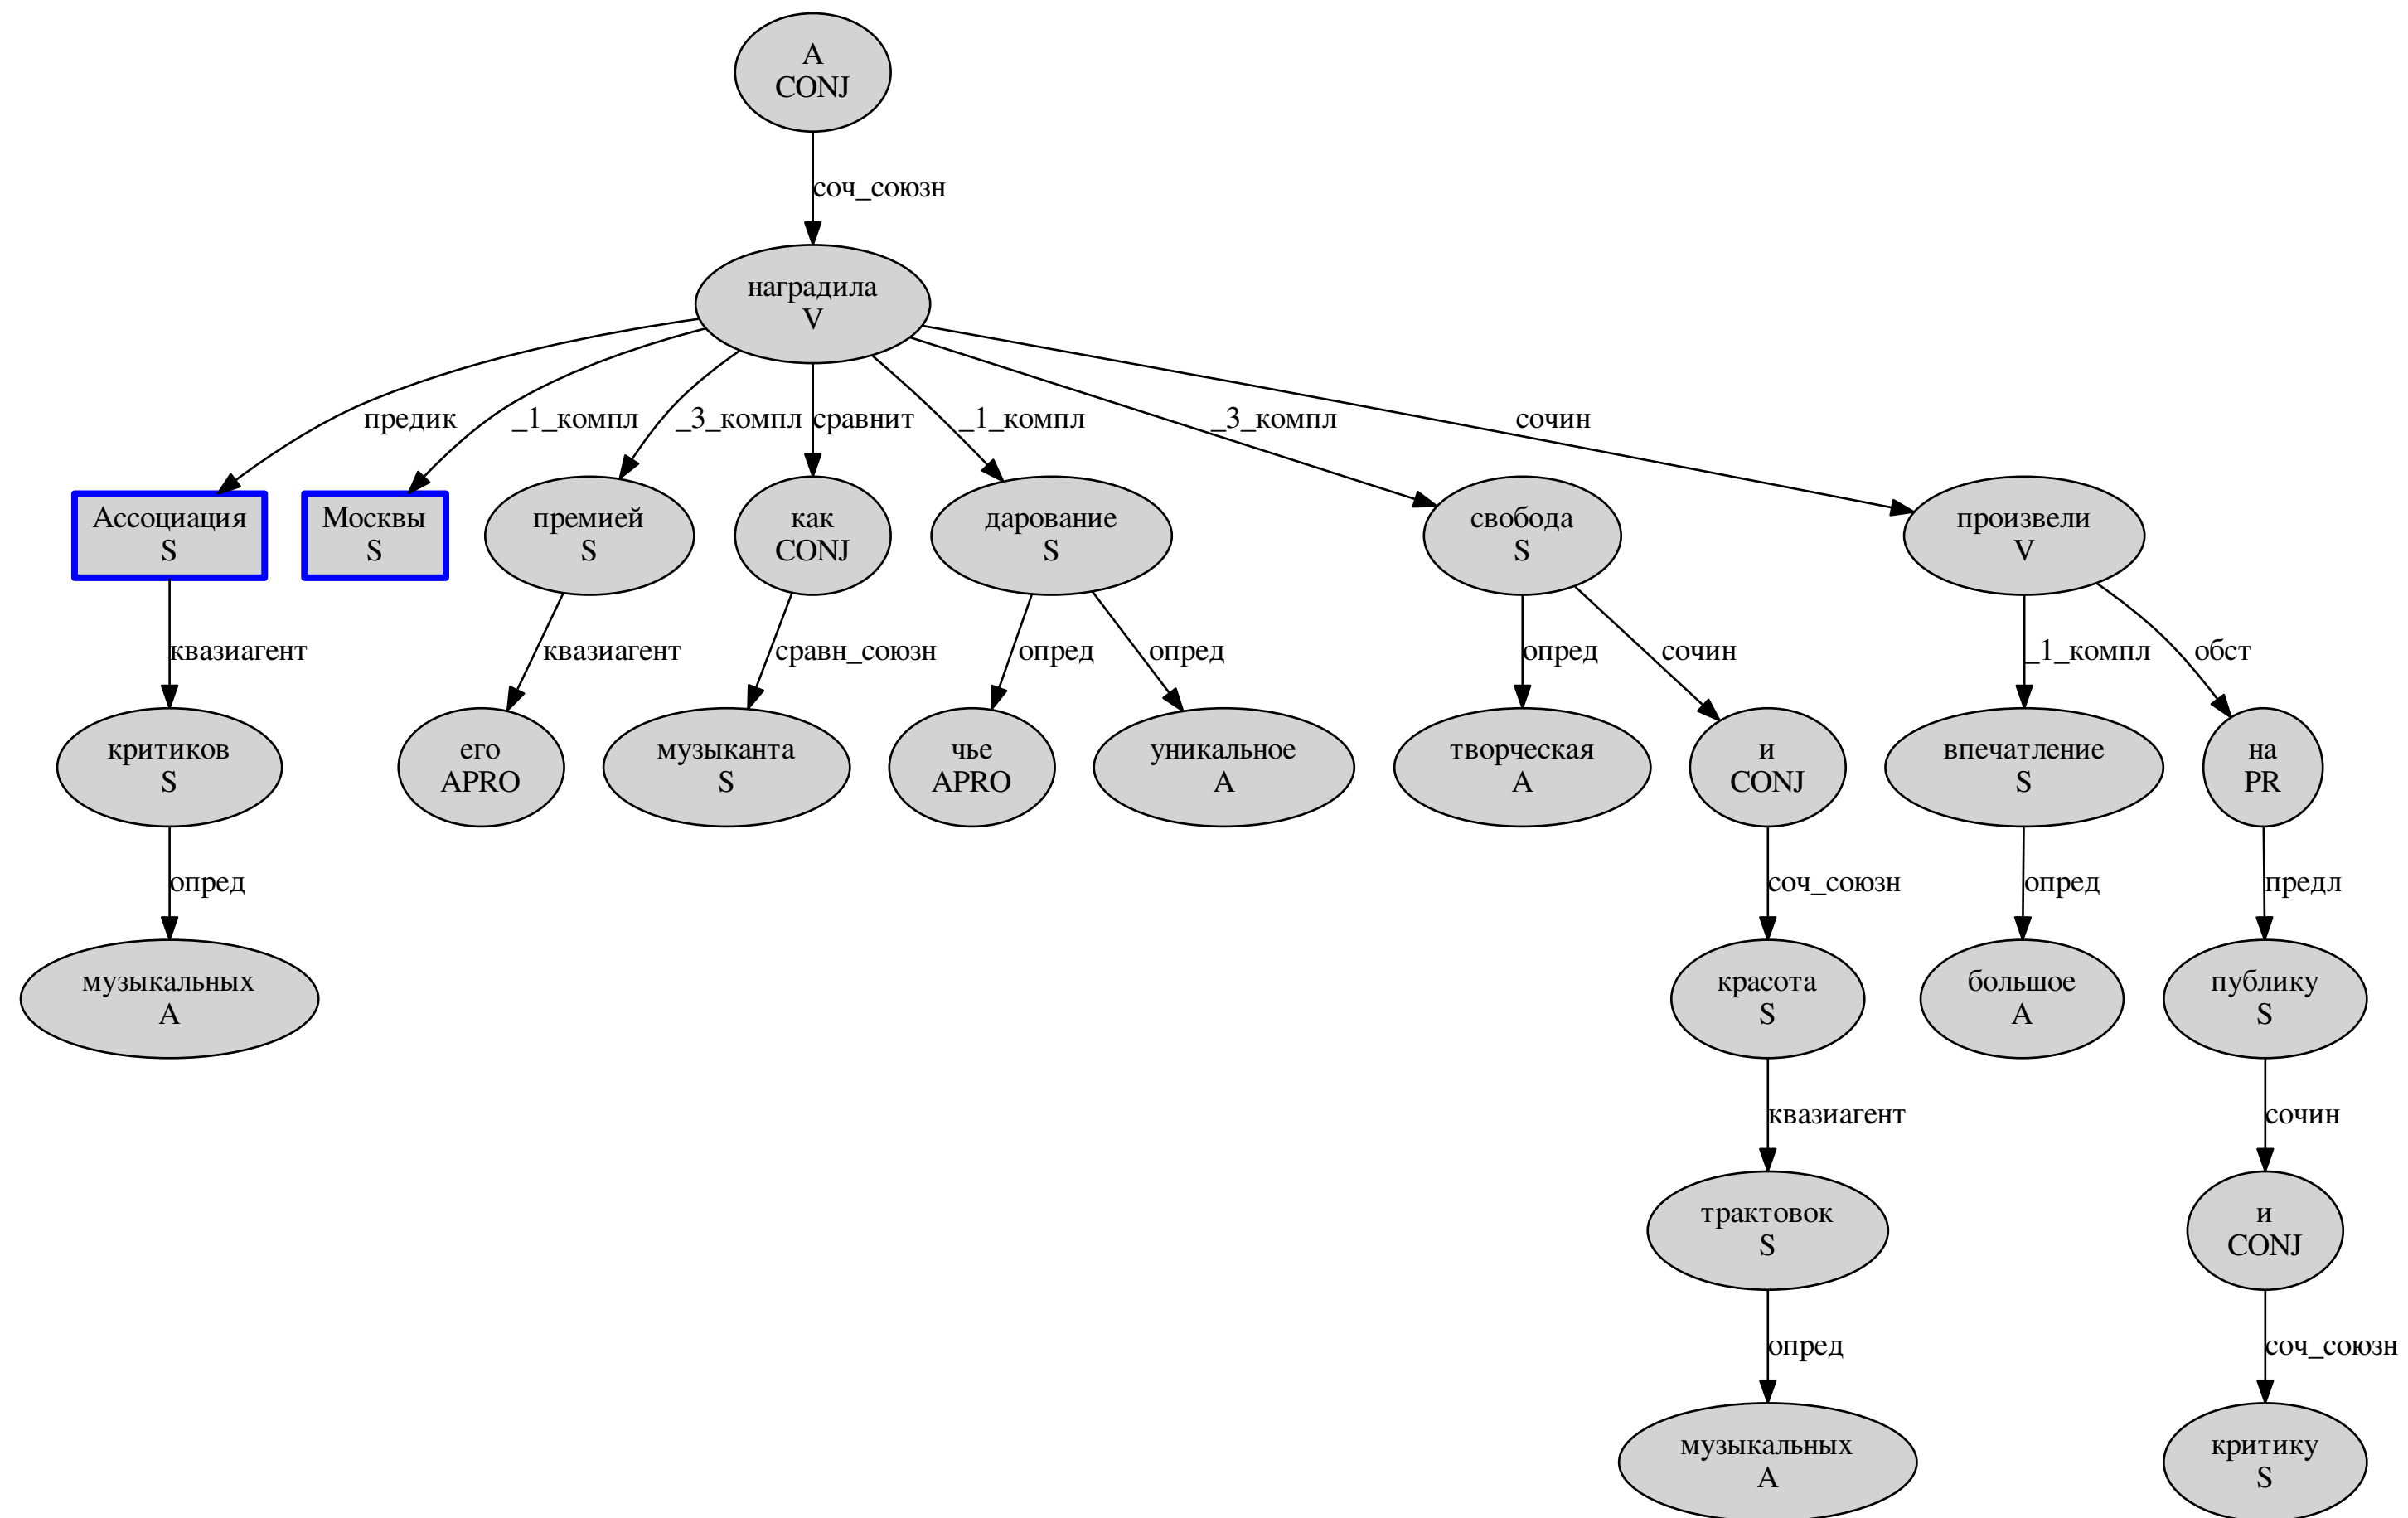 А
CONJ
соч_союзн
наградила
V
предик
_1_компл
_3_компл
сравнит
_1_компл
_3_компл
сочин
Ассоциация
S
Москвы
S
премией
S
как
CONJ
дарование
S
свобода
S
произвели
V
квазиагент
квазиагент
сравн_союзн
опред
опред
опред
сочин
_1_компл
обст
критиков
S
его
APRO
музыканта
S
чье
APRO
уникальное
A
творческая
A
и
CONJ
впечатление
S
на
PR
опред
соч_союзн
опред
предл
музыкальных
A
красота
S
большое
A
публику
S
квазиагент
сочин
трактовок
S
и
CONJ
опред
соч_союзн
музыкальных
A
критику
S